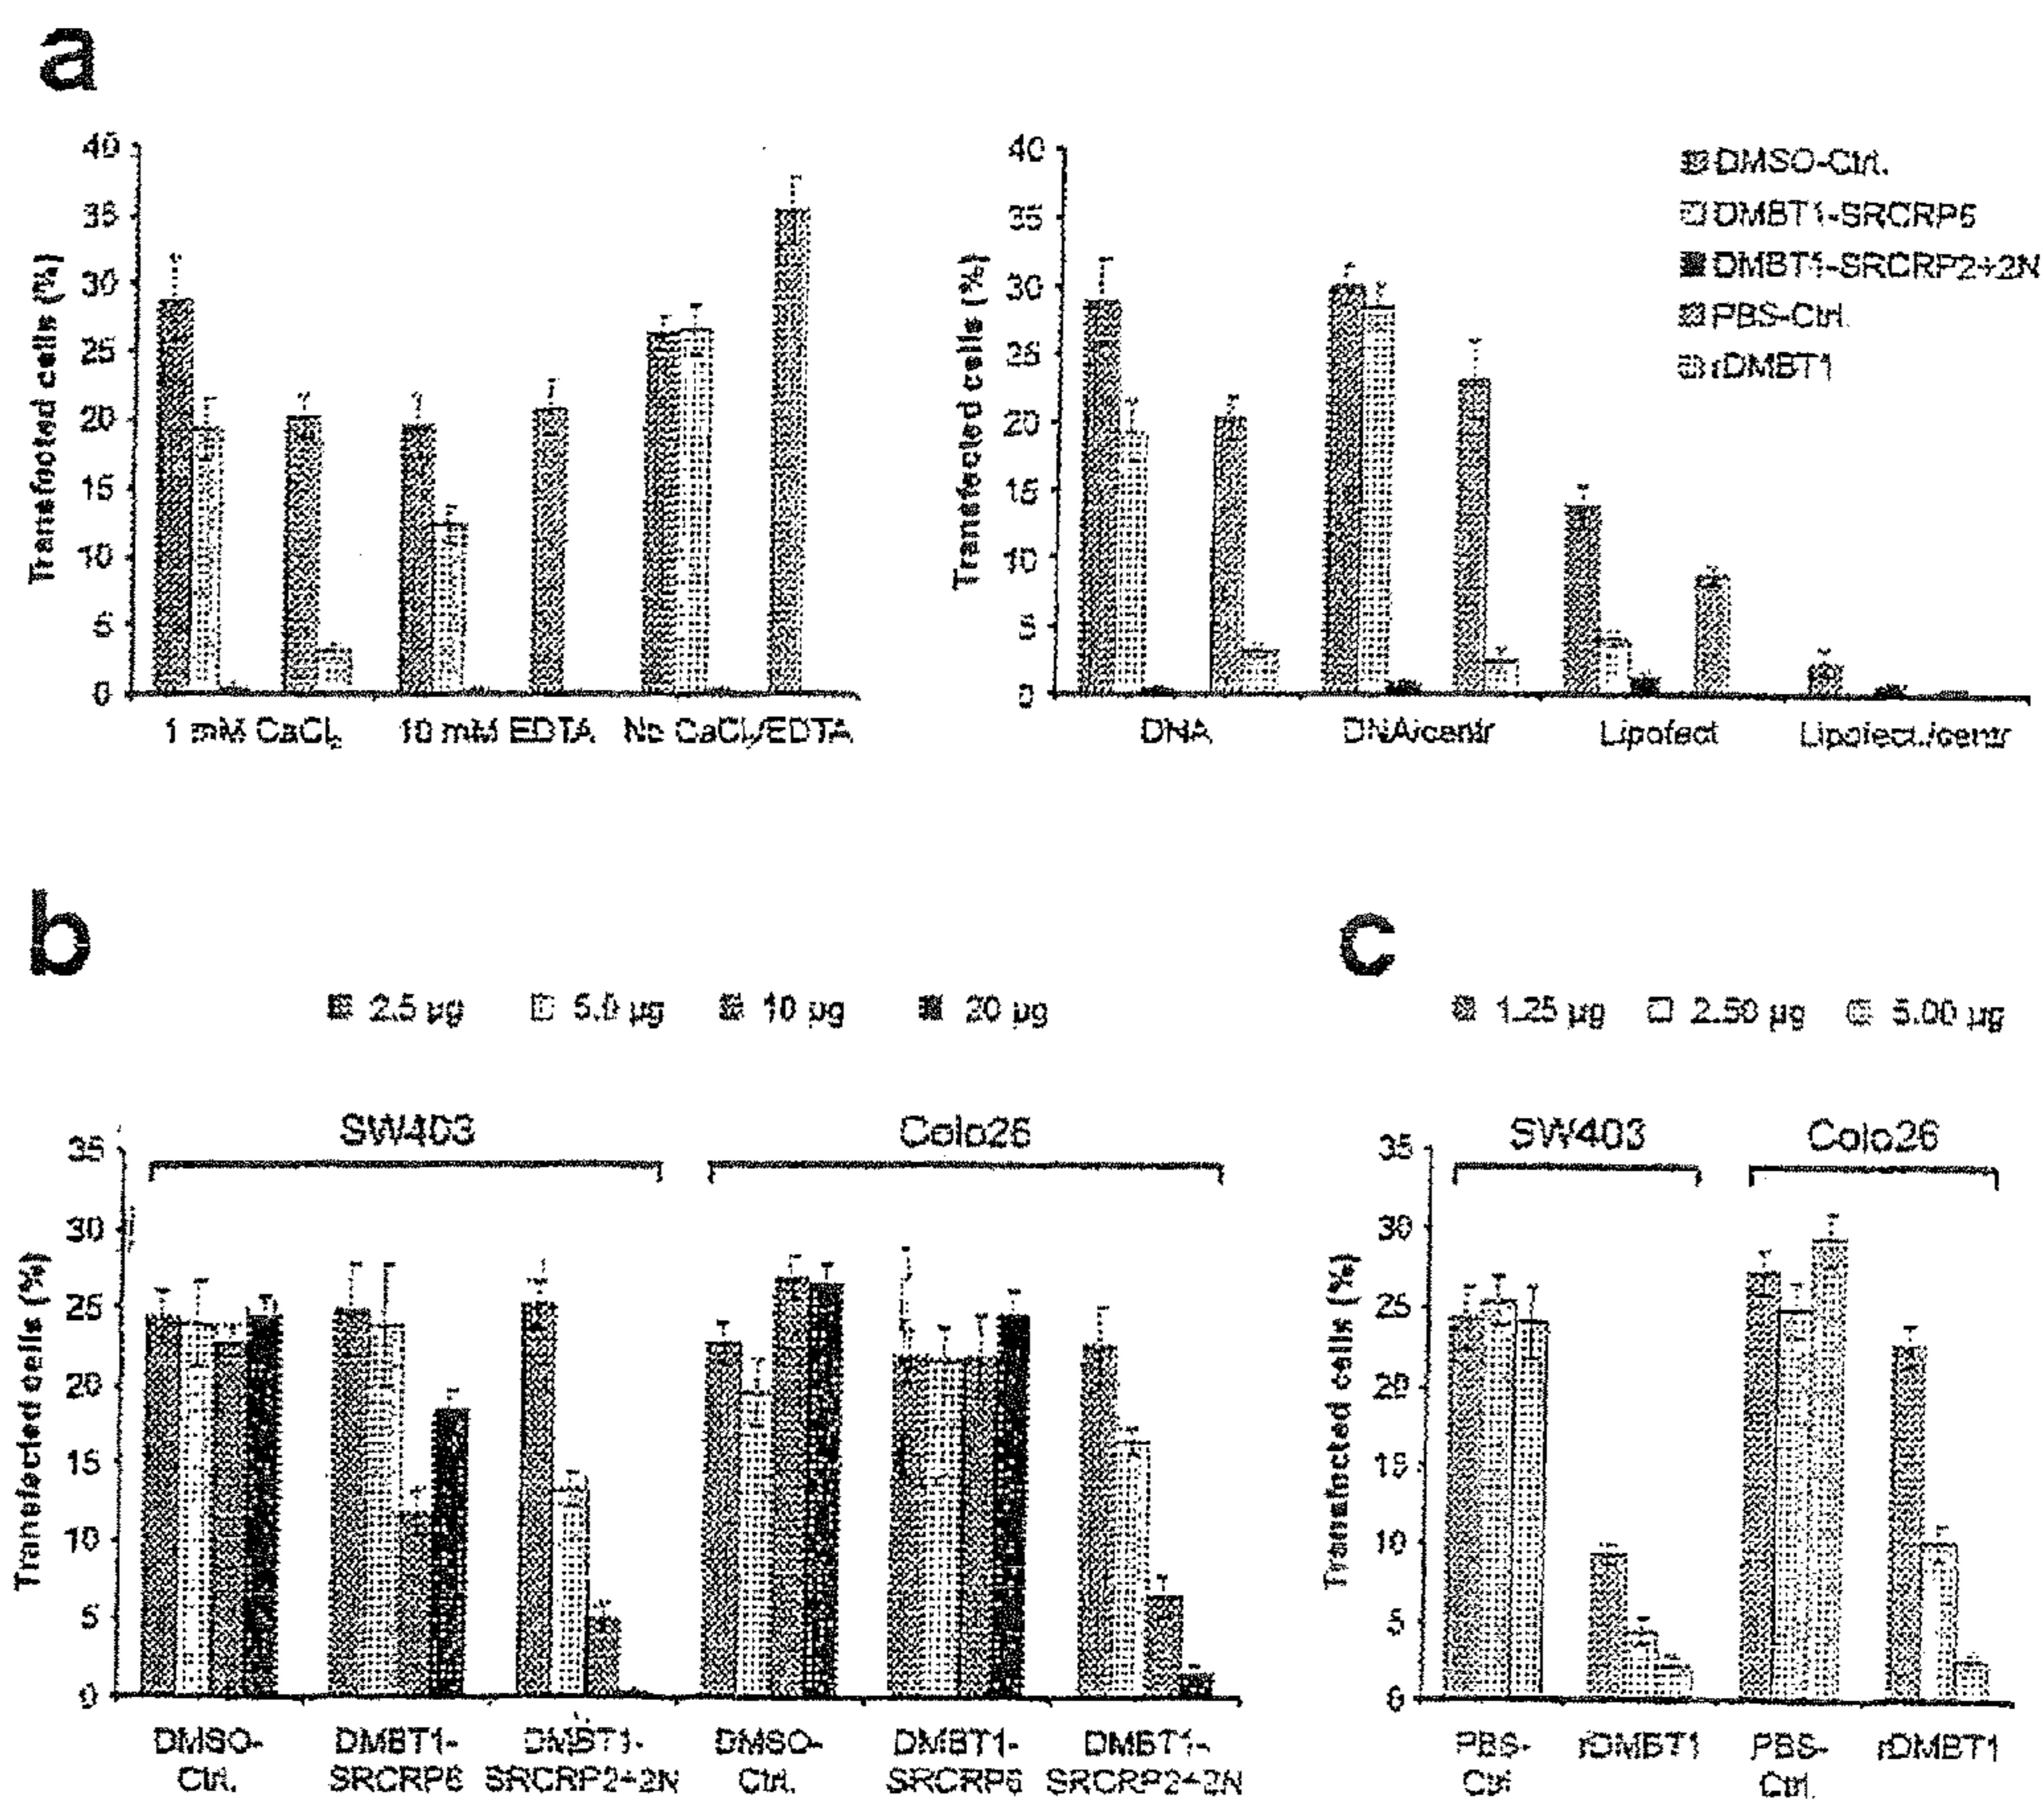 a
Transfected cells (%)
40
35
30
25
20
15
10
5
0
1 mM CaCl₂
10 mM EDTA
No CaCl₂/EDTA
Transfected cells (%)
40
35
30
25
20
15
10
5
0
DNA
DNA/centr
Lipofect
Lipofect./centr
DMSO-Ctrl.
DMBT1-SRCRP6
DMBT1-SRCRP2+2N
PBS-Ctrl.
rDMBT1
b
2.5 µg
5.0 µg
10 µg
20 µg
SW403
Colo26
Transfected cells (%)
35
30
25
20
15
10
5
0
DMSO-
Ctrl.
DMBT1-
SRCRP6
DMBT1-
SRCRP2+2N
DMSO-
Ctrl.
DMBT1-
SRCRP6
DMBT1-
SRCRP2+2N
c
1.25 µg
2.50 µg
5.00 µg
SW403
Colo26
Transfected cells (%)
35
30
25
20
15
10
5
0
PBS-
Ctrl
rDMBT1
PBS-
Ctrl.
rDMBT1